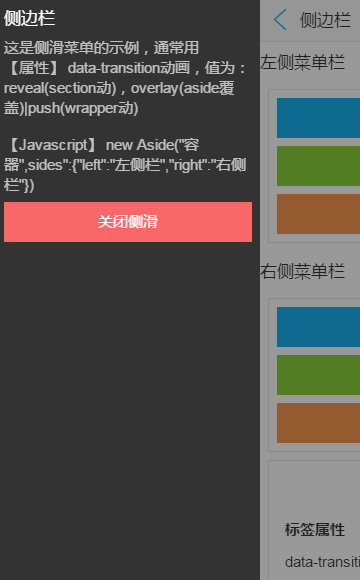 侧边栏
这是侧滑菜单的示例，通常用
【属性】 data-transition动画，值为：
reveal(section动)，overlay(aside覆
盖)|push(wrapper动)
【Javascript】 new Aside("容
器",sides":{"left":"左侧栏","right":"右侧
栏"})
关闭侧滑
侧边栏
左侧菜单栏
右侧菜单栏
标签属性
data-transiti